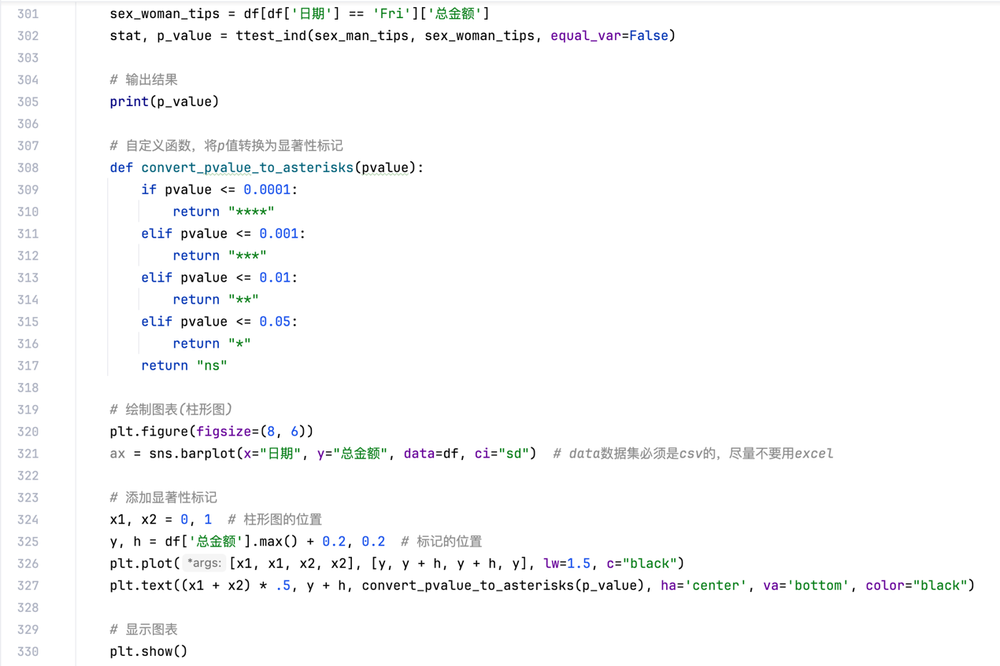 301 sex_woman_tips = df[df['日期'] == 'Fri']['总金额']
302 stat, p_value = ttest_ind(sex_man_tips, sex_woman_tips, equal_var=False)
303
304 # 输出结果
305 print(p_value)
306
307 # 自定义函数，将p值转换为显著性标记
308 def convert_pvalue_to_asterisks(pvalue):
309     if pvalue <= 0.0001:
310         return "****"
311     elif pvalue <= 0.001:
312         return "***"
313     elif pvalue <= 0.01:
314         return "**"
315     elif pvalue <= 0.05:
316         return "*"
317     return "ns"
318
319 # 绘制图表(柱形图)
320 plt.figure(figsize=(8, 6))
321 ax = sns.barplot(x="日期", y="总金额", data=df, ci="sd")  # data数据集必须是csv的，尽量不要用excel
322
323 # 添加显著性标记
324 x1, x2 = 0, 1  # 柱形图的位置
325 y, h = df['总金额'].max() + 0.2, 0.2  # 标记的位置
326 plt.plot( *args: [x1, x1, x2, x2], [y, y + h, y + h, y], lw=1.5, c="black")
327 plt.text((x1 + x2) * .5, y + h, convert_pvalue_to_asterisks(p_value), ha='center', va='bottom', color="black")
328
329 # 显示图表
330 plt.show()